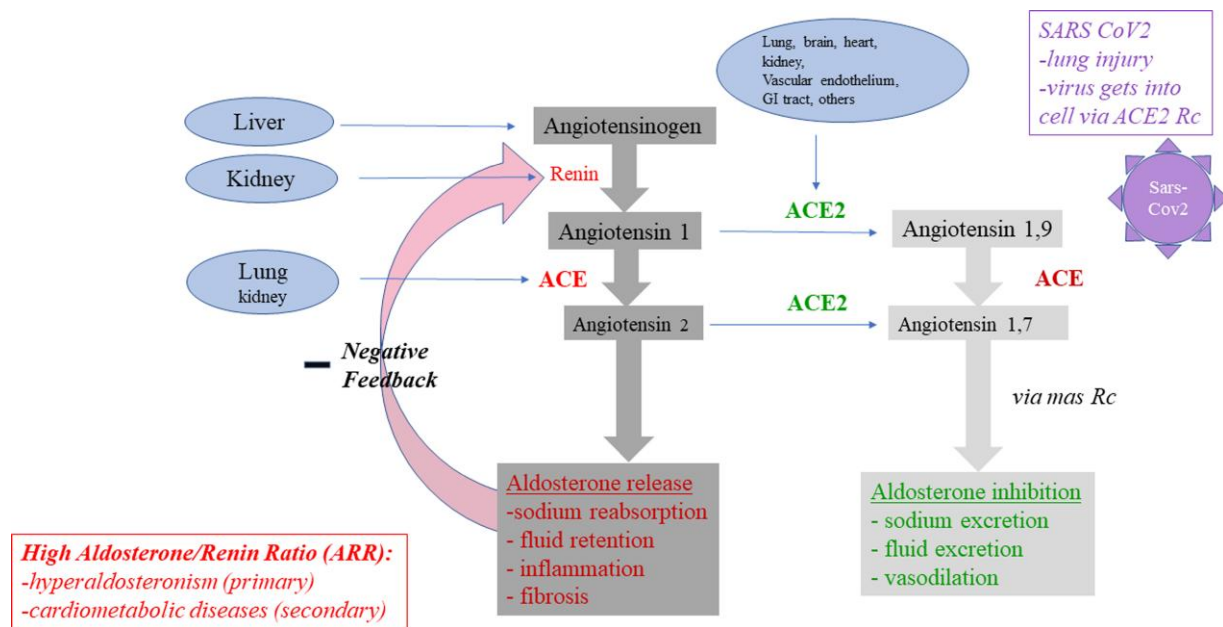 Lung, brain, heart,
kidney,
Vascular endothelium,
GI tract, others
SARS CoV2
-lung injury
-virus gets into
cell via ACE2 Rc
Liver
Angiotensinogen
Kidney
Renin
Sars-
Cov2
ACE2
Angiotensin 1
Angiotensin 1,9
Lung
kidney
ACE
ACE
ACE2
Angiotensin 2
Angiotensin 1,7
Negative
Feedback
via mas Rc
Aldosterone release
-sodium reabsorption
- fluid retention
- inflammation
- fibrosis
Aldosterone inhibition
- sodium excretion
- fluid excretion
- vasodilation
High Aldosterone/Renin Ratio (ARR):
-hyperaldosteronism (primary)
-cardiometabolic diseases (secondary)